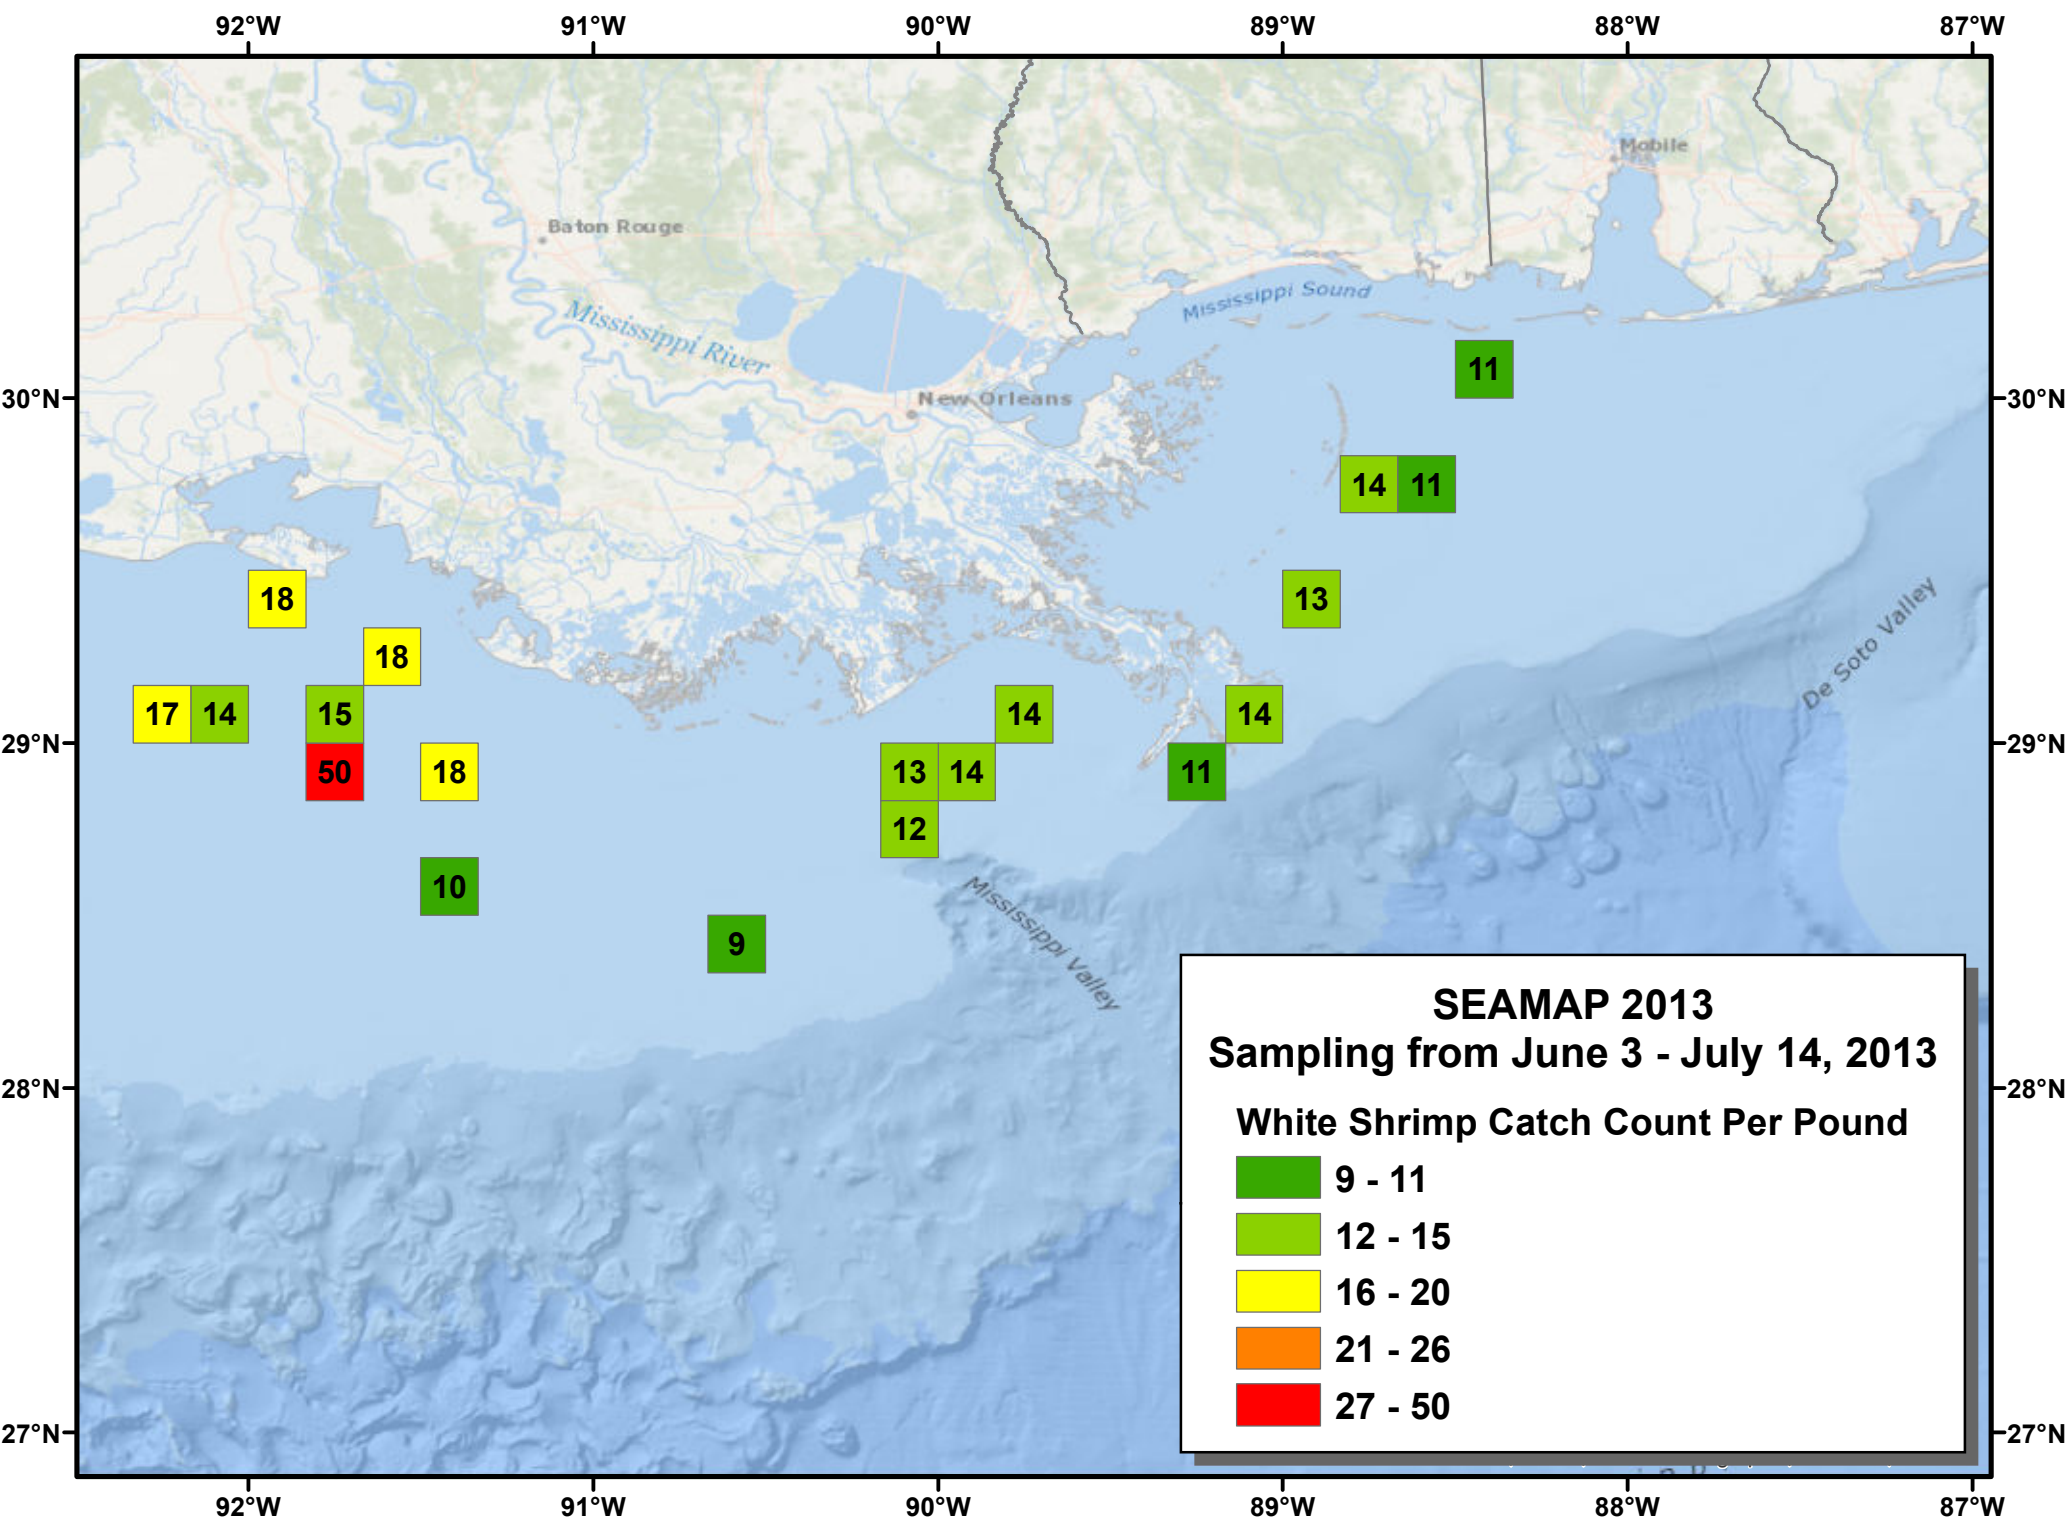 92°W 91°W 90°W 89°W 88°W 87°W
Mobile
Baton Rouge
Mississippi Sound
Mississippi River
11
30°N 30°N
New Orleans
14 11
18 13
De Soto Valley
18
17 14 15 14 14
29°N 29°N
50 18 13 14 11
12
10
Mississippi Valley
9
SEAMAP 2013
Sampling from June 3 - July 14, 2013
28°N 28°N
White Shrimp Catch Count Per Pound
9 - 11
12 - 15
16 - 20
21 - 26
27 - 50
27°N 27°N
92°W 91°W 90°W 89°W 88°W 87°W